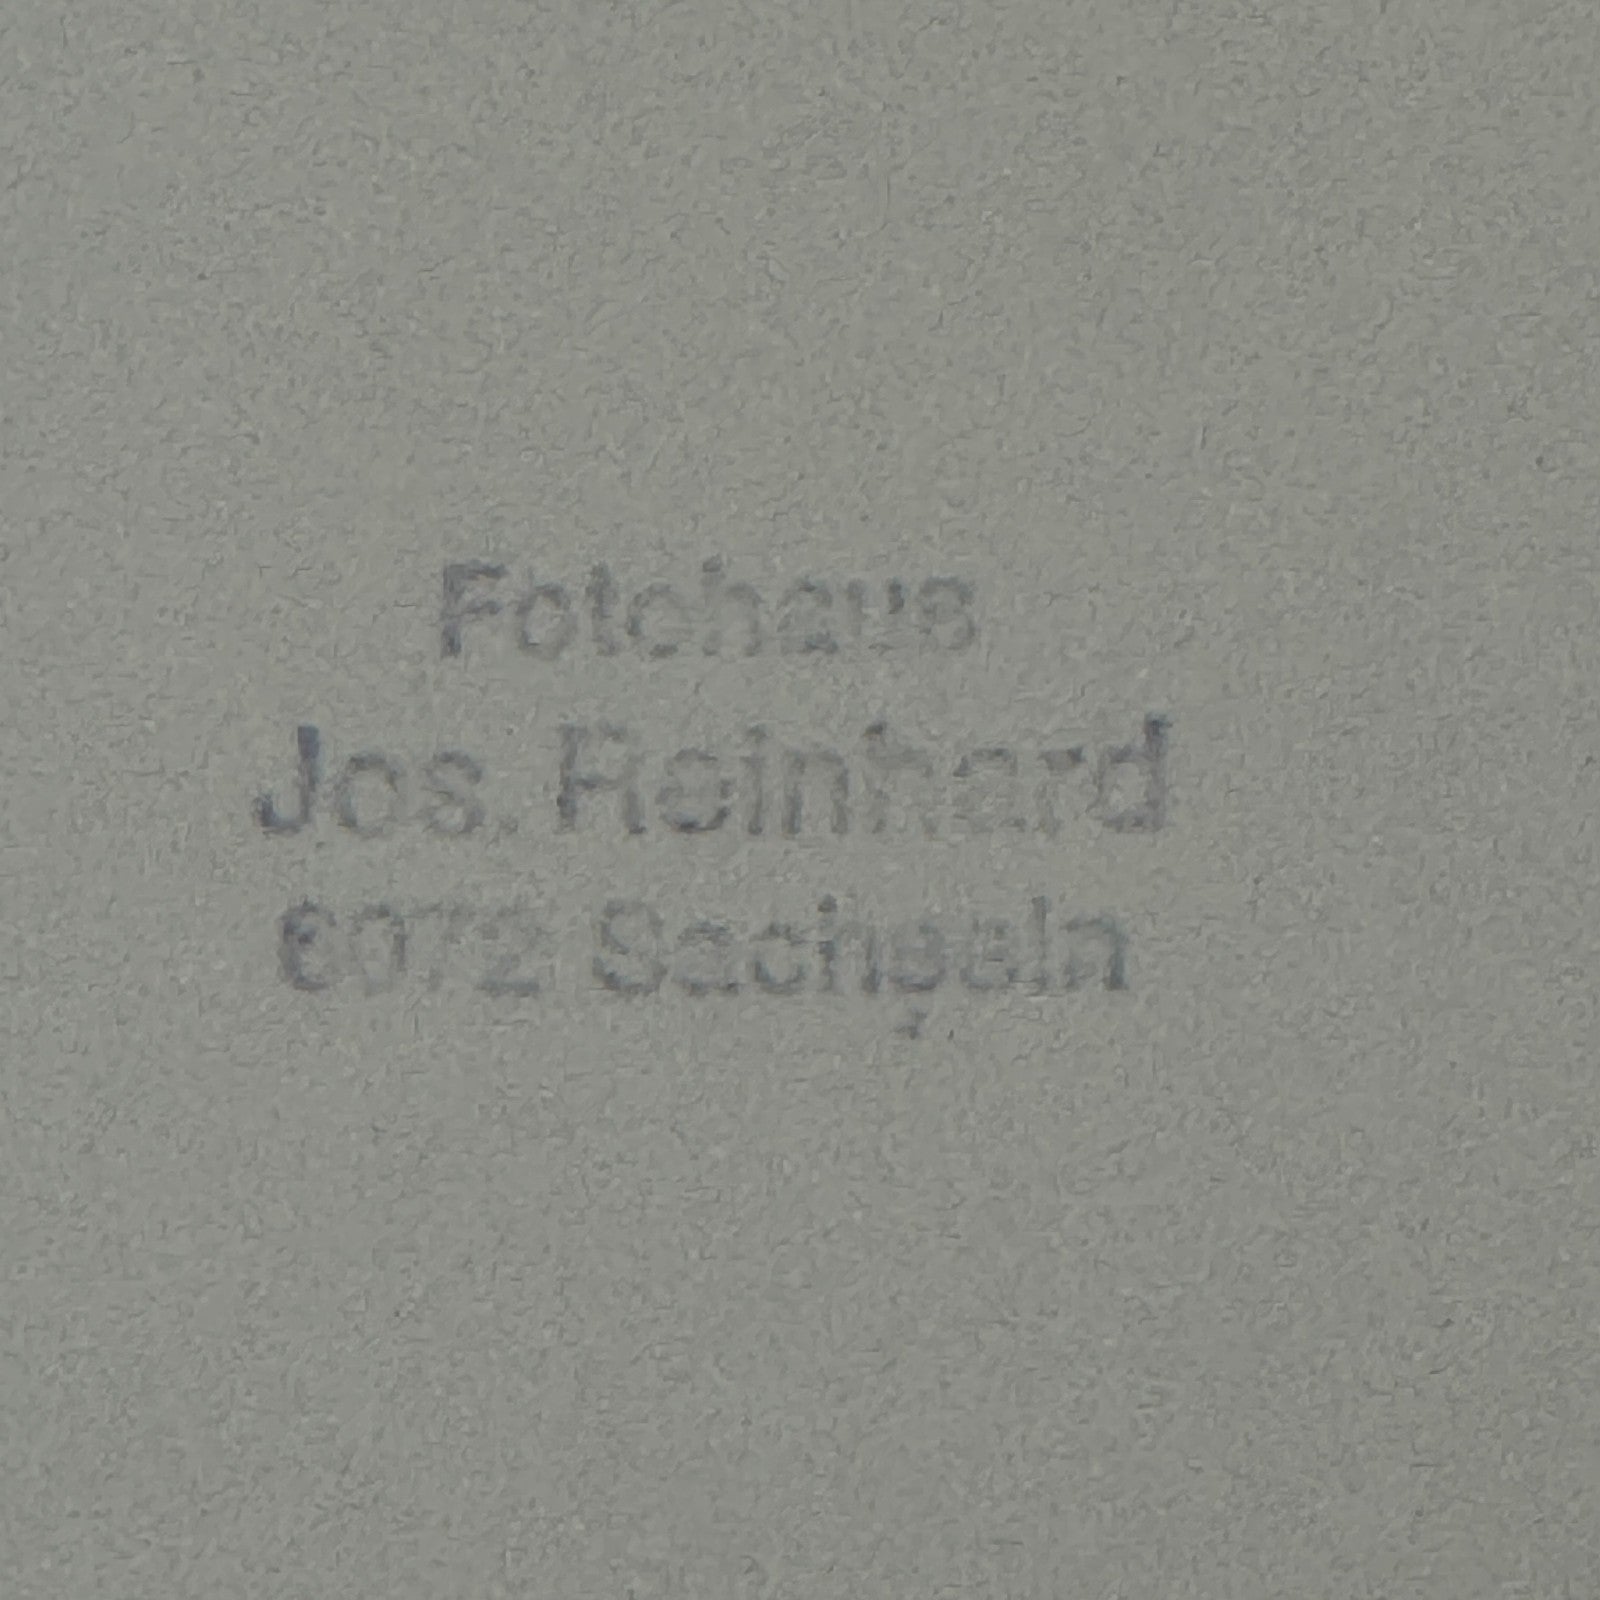 Fotohaus
Jos. Reinhard
6072 Sachseln